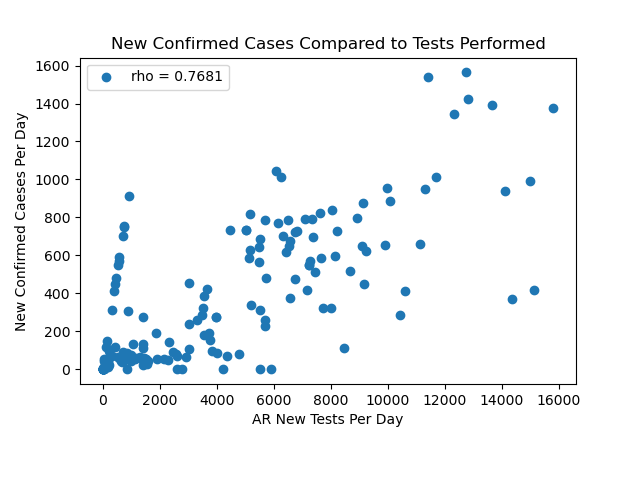 New Confirmed Cases Compared to Tests Performed
rho = 0.7681
New Confirmed Caeses Per Day
1600
1400
1200
1000
800
600
400
200
0
0 2000 4000 6000 8000 10000 12000 14000 16000
AR New Tests Per Day